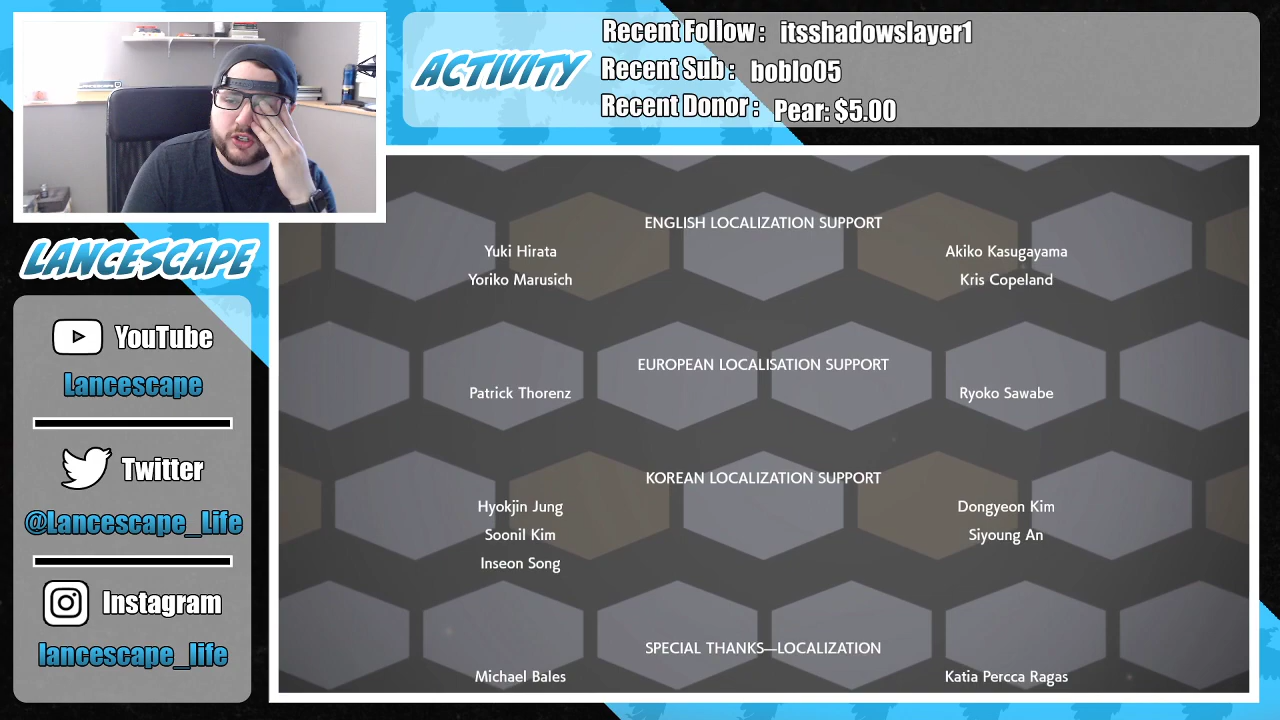 ACTIVITY
Recent Follow : itsshadowslayer1
Recent Sub : boblo05
Recent Donor : Pear: $5.00
LANCESCAPE
YouTube
Lancescape
Twitter
@Lancescape_Life
Instagram
lancescape_life
ENGLISH LOCALIZATION SUPPORT
Yuki Hirata Akiko Kasugayama
Yoriko Marusich Kris Copeland
EUROPEAN LOCALISATION SUPPORT
Patrick Thorenz Ryoko Sawabe
KOREAN LOCALIZATION SUPPORT
Hyokjin Jung Dongyeon Kim
Soonil Kim Siyoung An
Inseon Song
SPECIAL THANKS—LOCALIZATION
Michael Bales Katia Percca Ragas